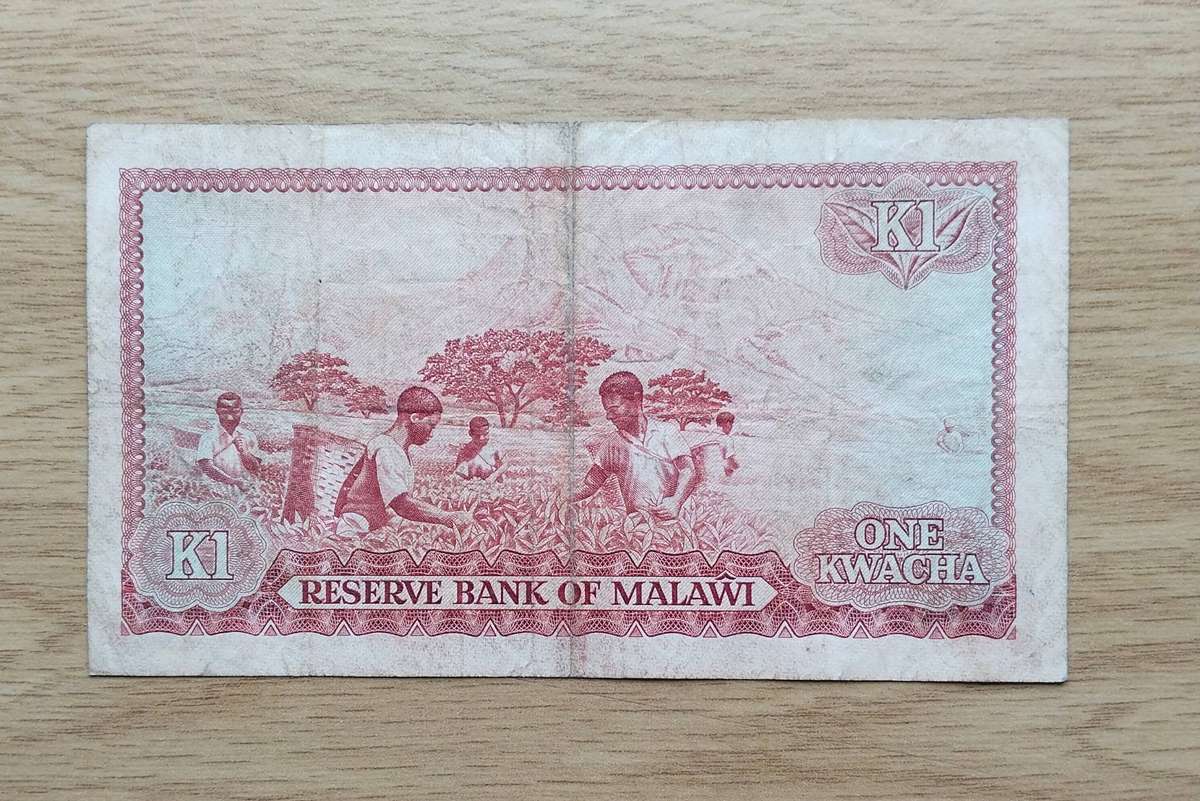 K1
K1
ONE
KWACHA
RESERVE BANK OF MALAŴI